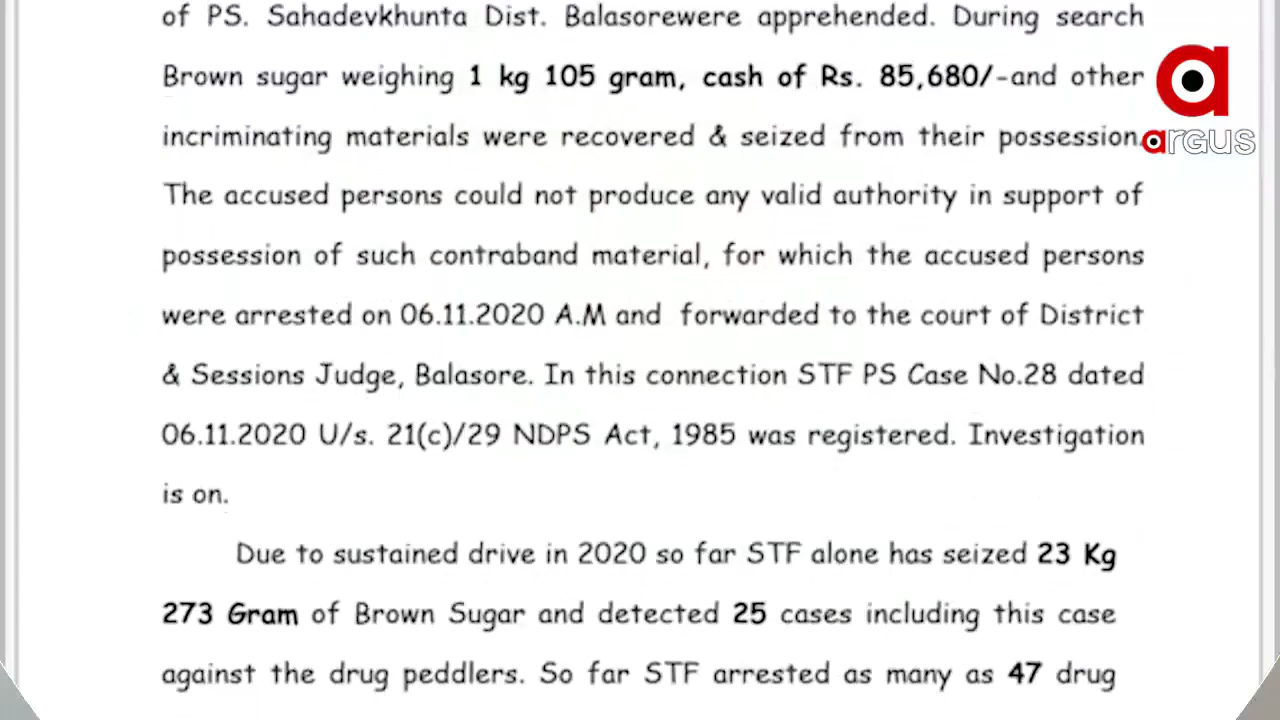 of PS. Sahadevkhunta Dist. Balasorewere apprehended. During search
Brown sugar weighing 1 kg 105 gram, cash of Rs. 85,680/-and other
incriminating materials were recovered & seized from their possession.
The accused persons could not produce any valid authority in support of
possession of such contraband material, for which the accused persons
were arrested on 06.11.2020 A.M and forwarded to the court of District
& Sessions Judge, Balasore. In this connection STF PS Case No.28 dated
06.11.2020 U/s. 21(c)/29 NDPS Act, 1985 was registered. Investigation
is on.
Due to sustained drive in 2020 so far STF alone has seized 23 Kg
273 Gram of Brown Sugar and detected 25 cases including this case
against the drug peddlers. So far STF arrested as many as 47 drug
a
argus